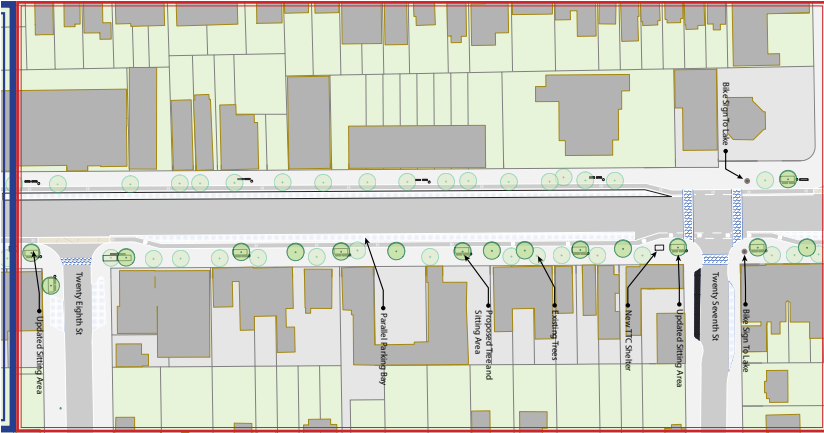 Bike Sign To Lake
Twenty Eighth St
Updated Sitting Area
Parallel Parking Bay
Proposed Tree and
Sitting Area
Existing Trees
New TTC Shelter
Updated Sitting Area
Twenty Seventh St
Bike Sign To Lake